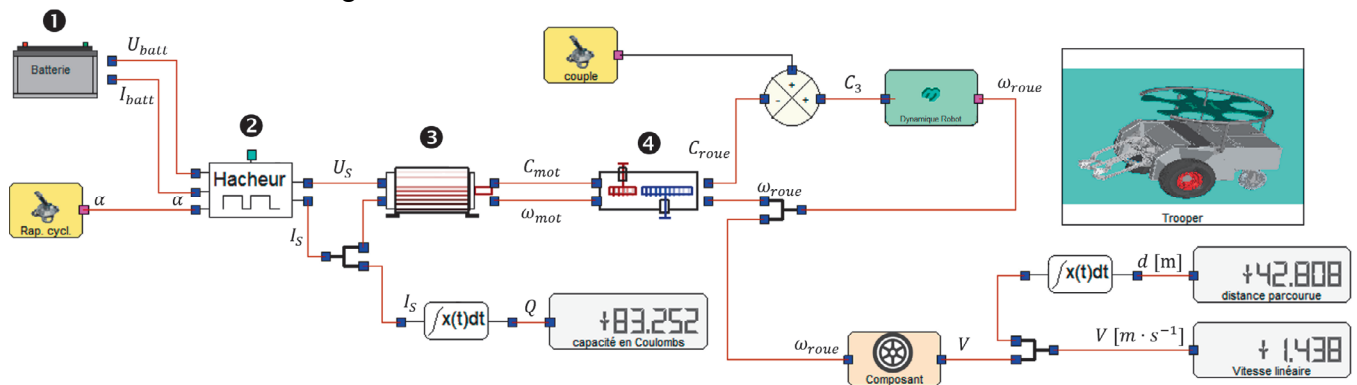 ❶
Batterie
U_batt
I_batt
couple
C_3
Dynamique Robot
ω_roue
❷
Hacheur
α
α
Rap. cycl.
U_S
I_S
❸
C_mot
ω_mot
❹
C_roue
ω_roue
Trooper
I_S
∫x(t)dt
Q
+83.252
capacité en Coulombs
∫x(t)dt
d [m]
+42.808
distance parcourue
ω_roue
Composant
V
V [m · s⁻¹]
+ 1.438
Vitesse linéaire